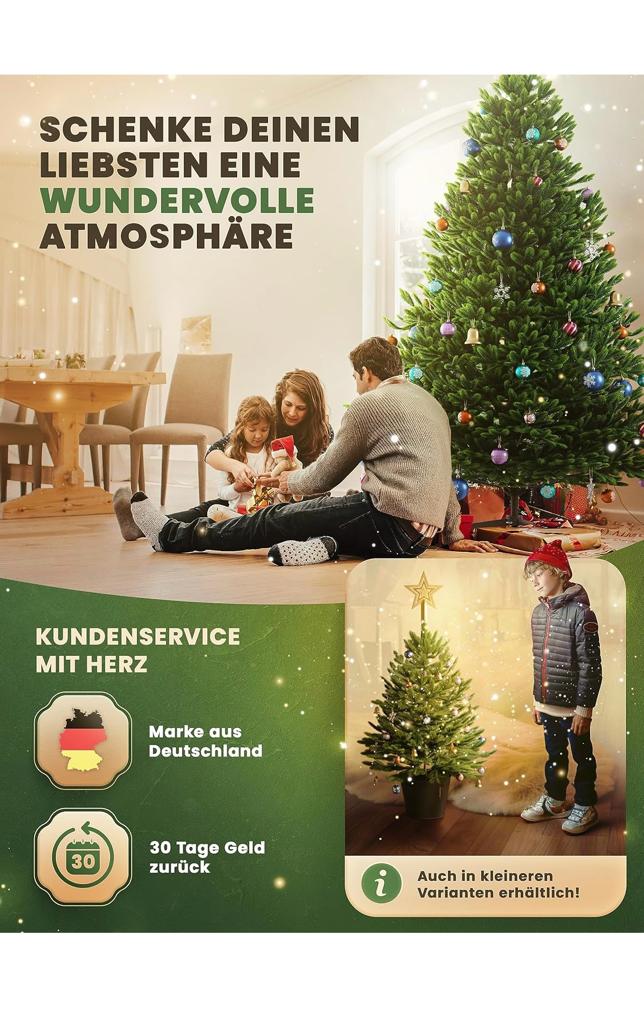 SCHENKE DEINEN
LIEBSTEN EINE
WUNDERVOLLE
ATMOSPHÄRE
KUNDENSERVICE
MIT HERZ
Marke aus
Deutschland
30
30 Tage Geld
zurück
i
Auch in kleineren
Varianten erhältlich!